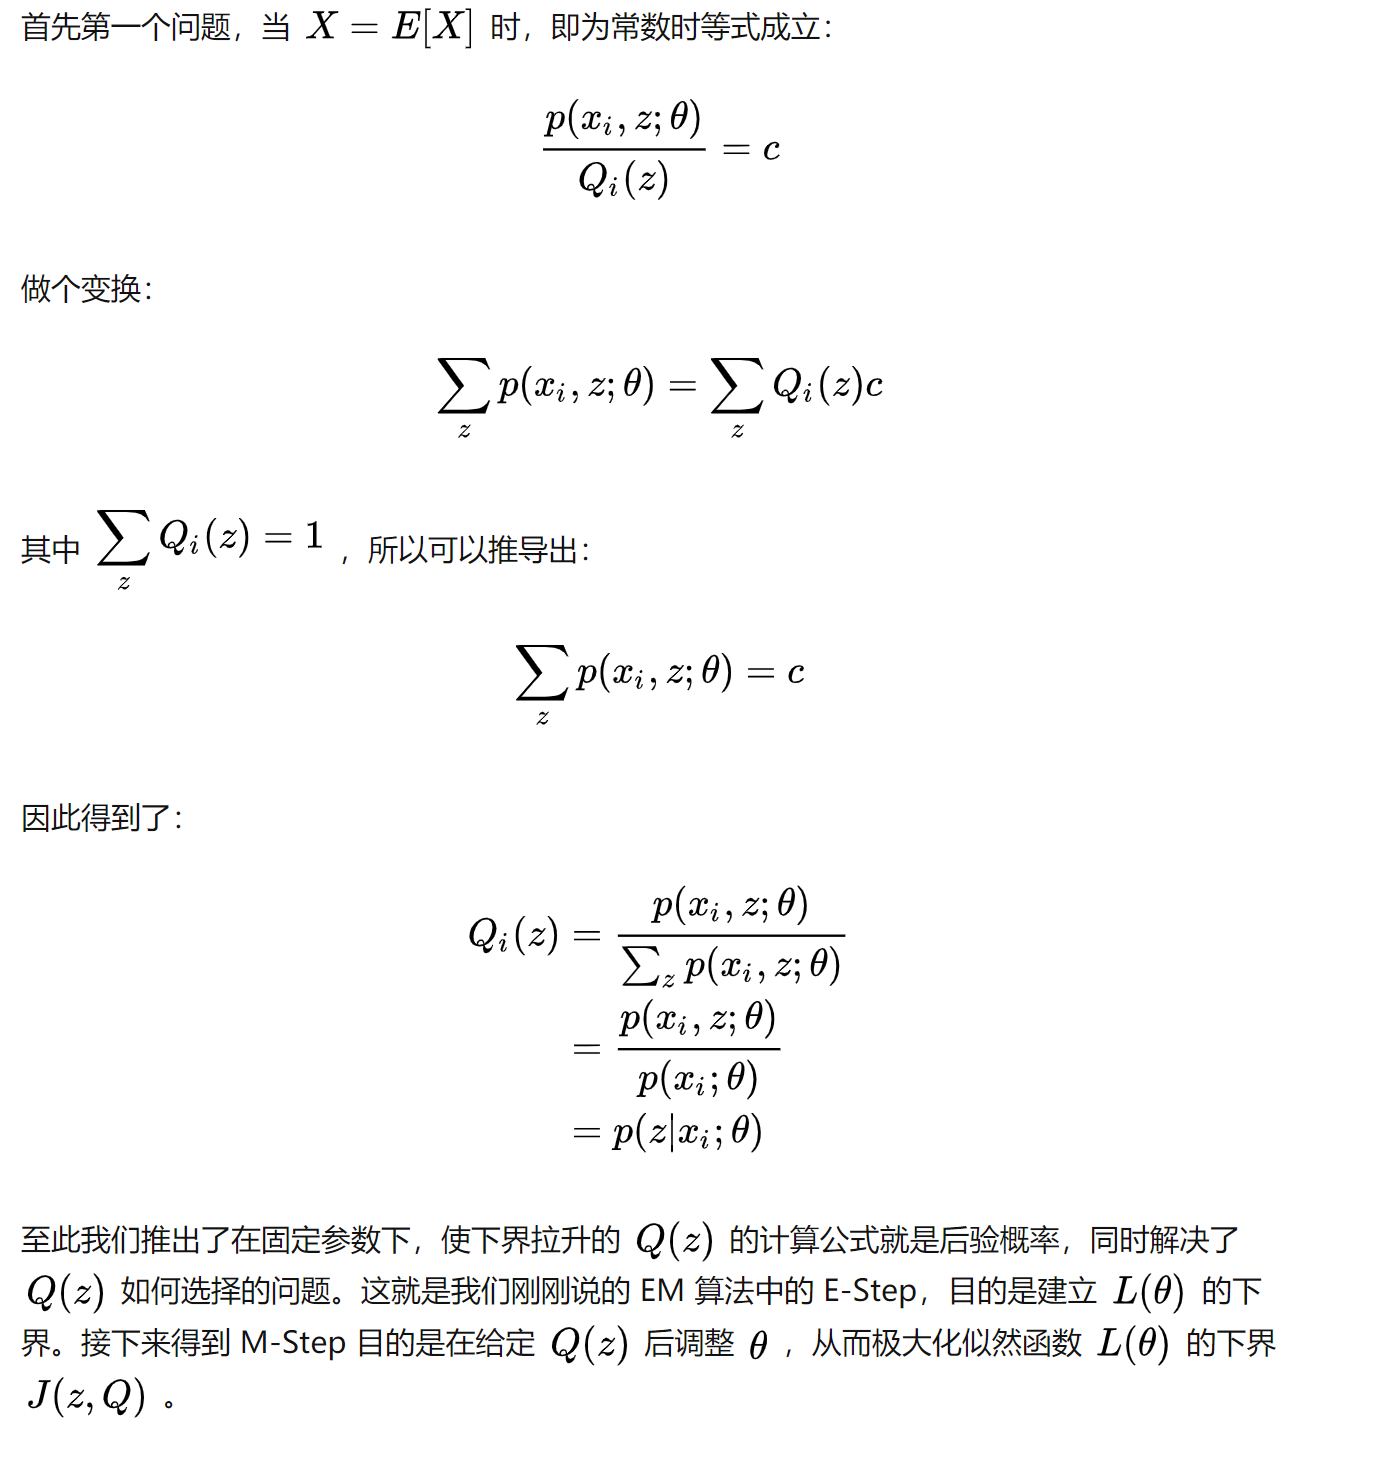 首先第一个问题，当 X = E[X] 时，即为常数时等式成立：
\frac{p(x_i, z; \theta)}{Q_i(z)} = c
做个变换：
\sum_z p(x_i, z; \theta) = \sum_z Q_i(z)c
其中 \sum_z Q_i(z) = 1 ，所以可以推导出：
\sum_z p(x_i, z; \theta) = c
因此得到了：
Q_i(z) = \frac{p(x_i, z; \theta)}{\sum_z p(x_i, z; \theta)}
= \frac{p(x_i, z; \theta)}{p(x_i; \theta)}
= p(z|x_i; \theta)
至此我们推出了在固定参数下，使下界拉升的 Q(z) 的计算公式就是后验概率，同时解决了
Q(z) 如何选择的问题。这就是我们刚刚说的 EM 算法中的 E-Step，目的是建立 L(θ) 的下
界。接下来得到 M-Step 目的是在给定 Q(z) 后调整 θ ，从而极大化似然函数 L(θ) 的下界
J(z, Q) 。